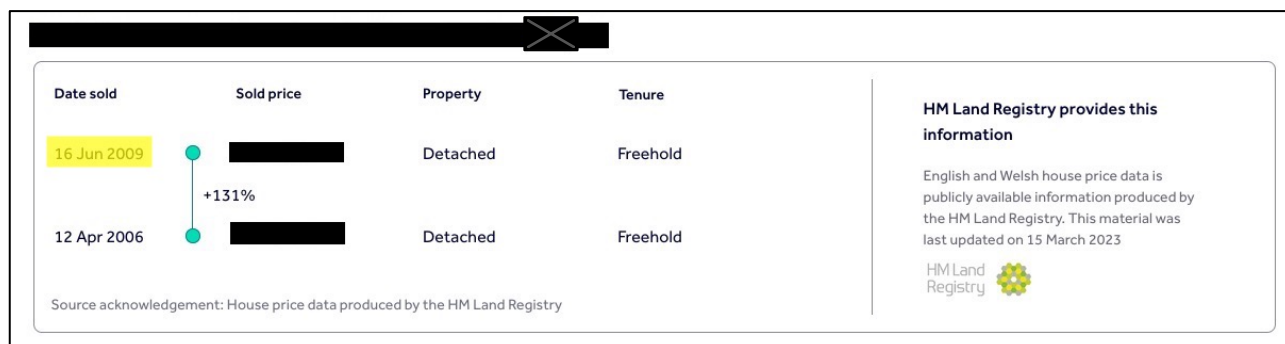 Date sold Sold price Property Tenure
16 Jun 2009 Detached Freehold
+131%
12 Apr 2006 Detached Freehold
Source acknowledgement: House price data produced by the HM Land Registry
HM Land Registry provides this
information
English and Welsh house price data is
publicly available information produced by
the HM Land Registry. This material was
last updated on 15 March 2023
HM Land
Registry